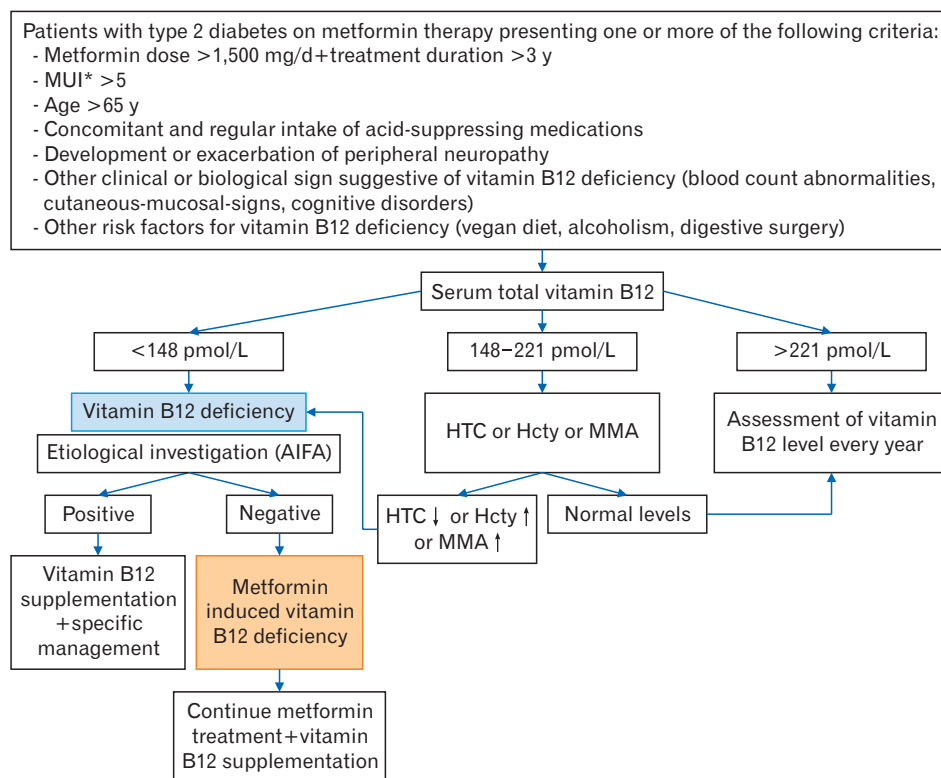 Patients with type 2 diabetes on metformin therapy presenting one or more of the following criteria:
- Metformin dose >1,500 mg/d+treatment duration >3 y
- MUI* >5
- Age >65 y
- Concomitant and regular intake of acid-suppressing medications
- Development or exacerbation of peripheral neuropathy
- Other clinical or biological sign suggestive of vitamin B12 deficiency (blood count abnormalities,
cutaneous-mucosal-signs, cognitive disorders)
- Other risk factors for vitamin B12 deficiency (vegan diet, alcoholism, digestive surgery)
Serum total vitamin B12
<148 pmol/L
148–221 pmol/L
>221 pmol/L
Vitamin B12 deficiency
HTC or Hcty or MMA
Assessment of vitamin
B12 level every year
Etiological investigation (AIFA)
Positive
Negative
HTC ↓ or Hcty ↑
or MMA ↑
Normal levels
Vitamin B12
supplementation
+specific
management
Metformin
induced vitamin
B12 deficiency
Continue metformin
treatment+vitamin
B12 supplementation